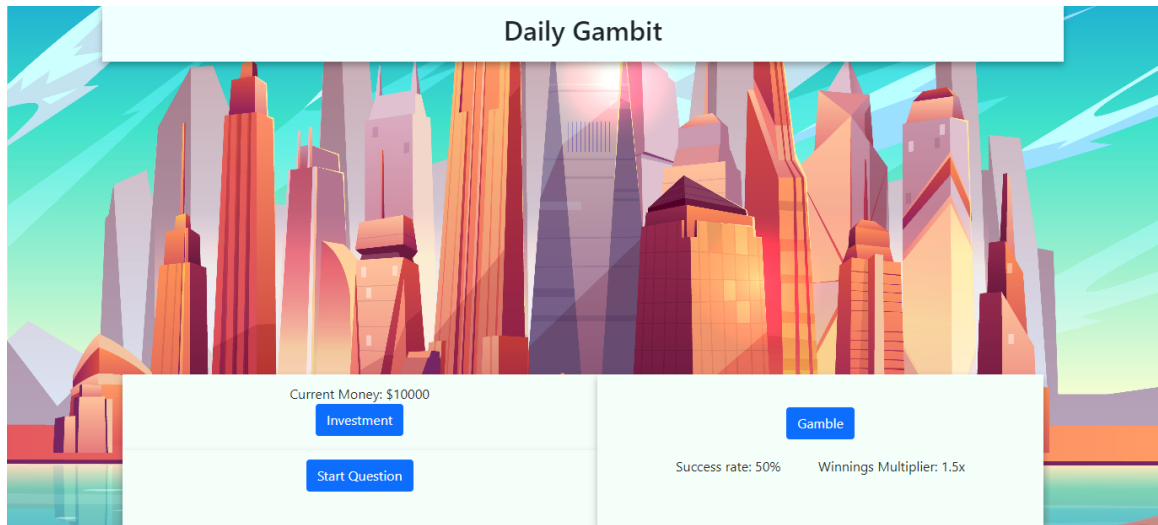 Daily Gambit
Current Money: $10000
Investment
Start Question
Gamble
Success rate: 50% Winnings Multiplier: 1.5x